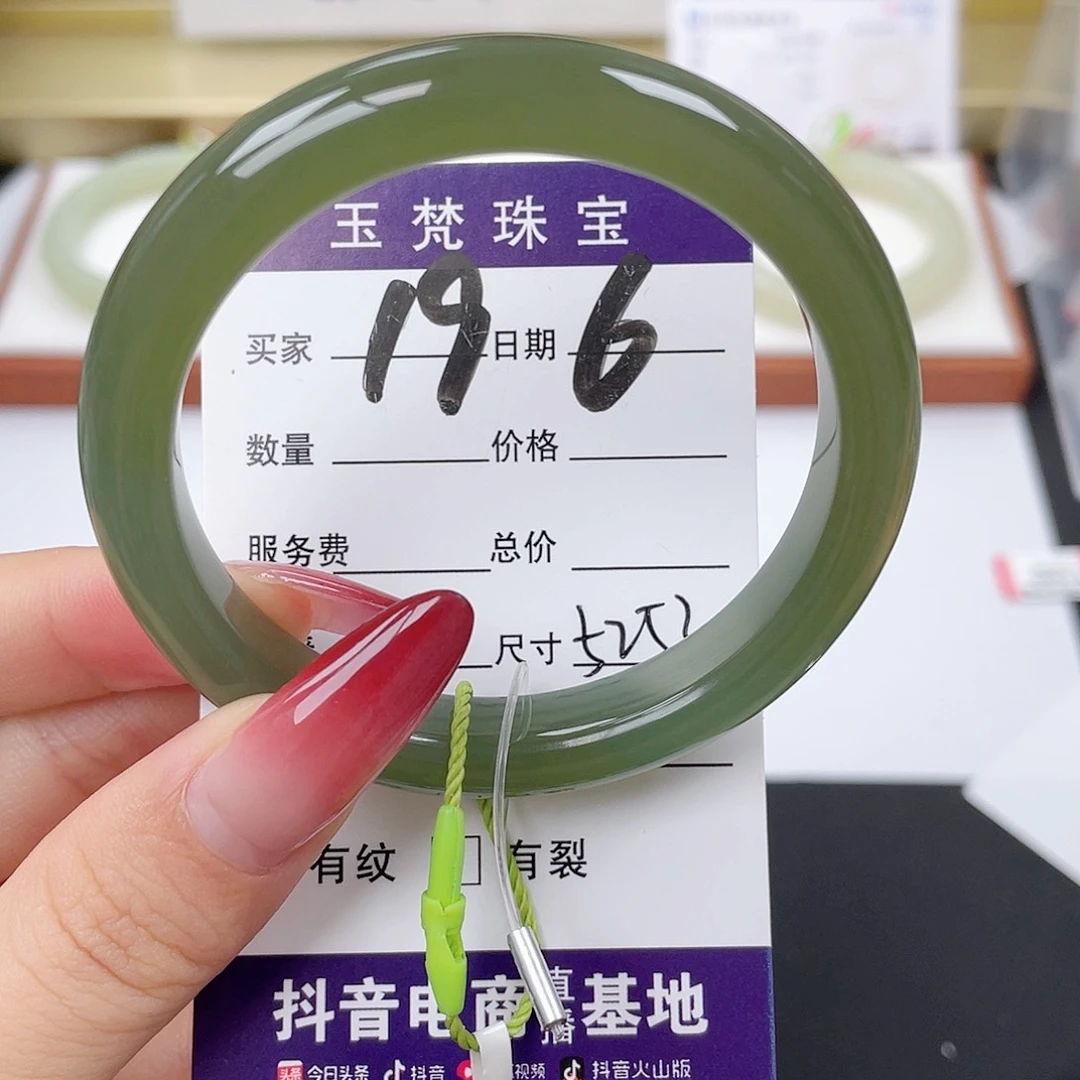 玉梵珠宝
买家 19 日期 6
数量 价格
服务费 总价
尺寸
有纹 有裂
抖音电商直播基地
今日头条 抖音 视频 抖音火山版